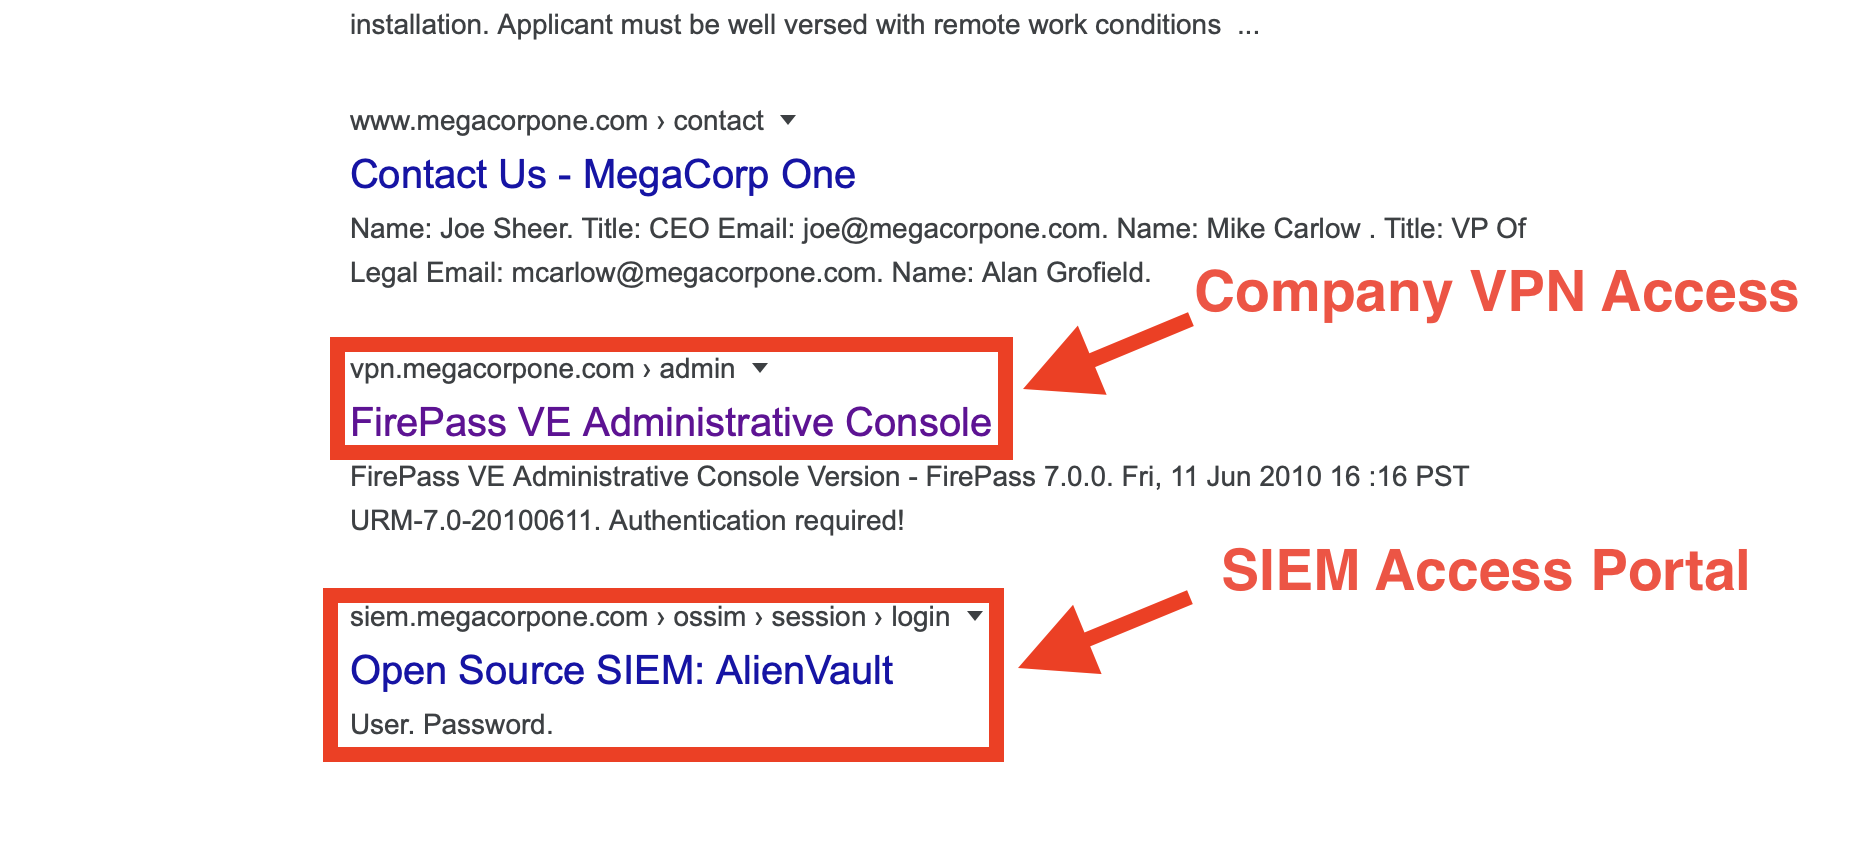 installation. Applicant must be well versed with remote work conditions ...
www.megacorpone.com › contact
Contact Us - MegaCorp One
Name: Joe Sheer. Title: CEO Email: joe@megacorpone.com. Name: Mike Carlow . Title: VP Of
Legal Email: mcarlow@megacorpone.com. Name: Alan Grofield.
Company VPN Access
vpn.megacorpone.com › admin
FirePass VE Administrative Console
FirePass VE Administrative Console Version - FirePass 7.0.0. Fri, 11 Jun 2010 16 :16 PST
URM-7.0-20100611. Authentication required!
SIEM Access Portal
siem.megacorpone.com › ossim › session › login
Open Source SIEM: AlienVault
User. Password.